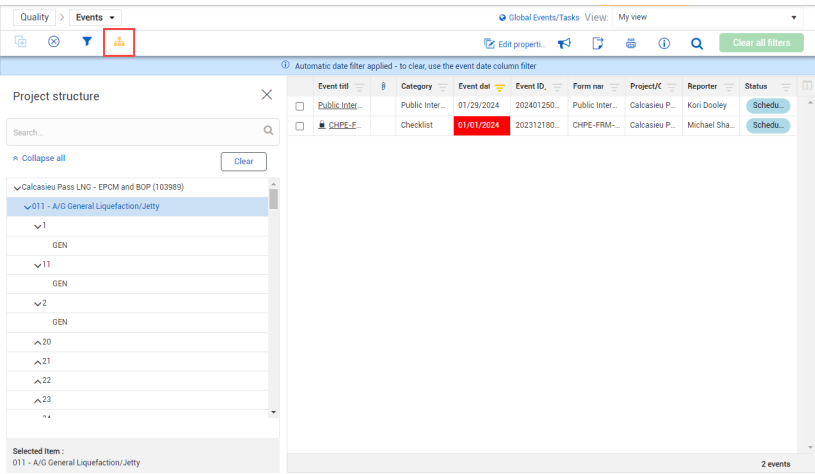 Quality > Events
Global Events/Tasks View: My view
Edit properti... Clear all filters
Automatic date filter applied - to clear, use the event date column filter
Project structure
Search...
Collapse all Clear
Calcasieu Pass LNG - EPCM and BOP (103989)
011 - A/G General Liquefaction/Jetty
1
GEN
11
GEN
2
GEN
20
21
22
23
24
Selected Item :
011 - A/G General Liquefaction/Jetty
Event titl Category Event dat Event ID, Form nar Project/C Reporter Status
Public Inter... Public Inter... 01/29/2024 202401250... Public Inter... Calcasieu P... Kori Dooley Schedu...
CHPE-F... Checklist 01/01/2024 202312180... CHPE-FRM-... Calcasieu P... Michael Sha... Schedu...
2 events